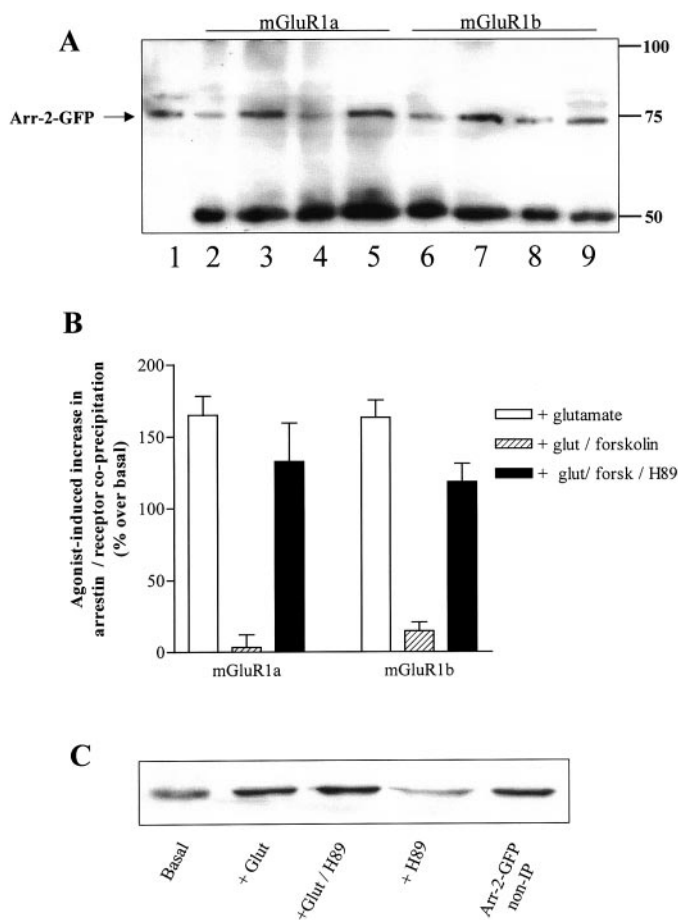 mGluR1a mGluR1b
A
100
Arr-2-GFP
75
50
1 2 3 4 5 6 7 8 9
B
Agonist-induced increase in
arrestin / receptor co-precipitation
(% over basal)
200
150
100
50
0
mGluR1a mGluR1b
+ glutamate
+ glut / forskolin
+ glut/ forsk / H89
C
Basal
+ Glut
+Glut / H89
+ H89
Arr-2-GFP
non-IP